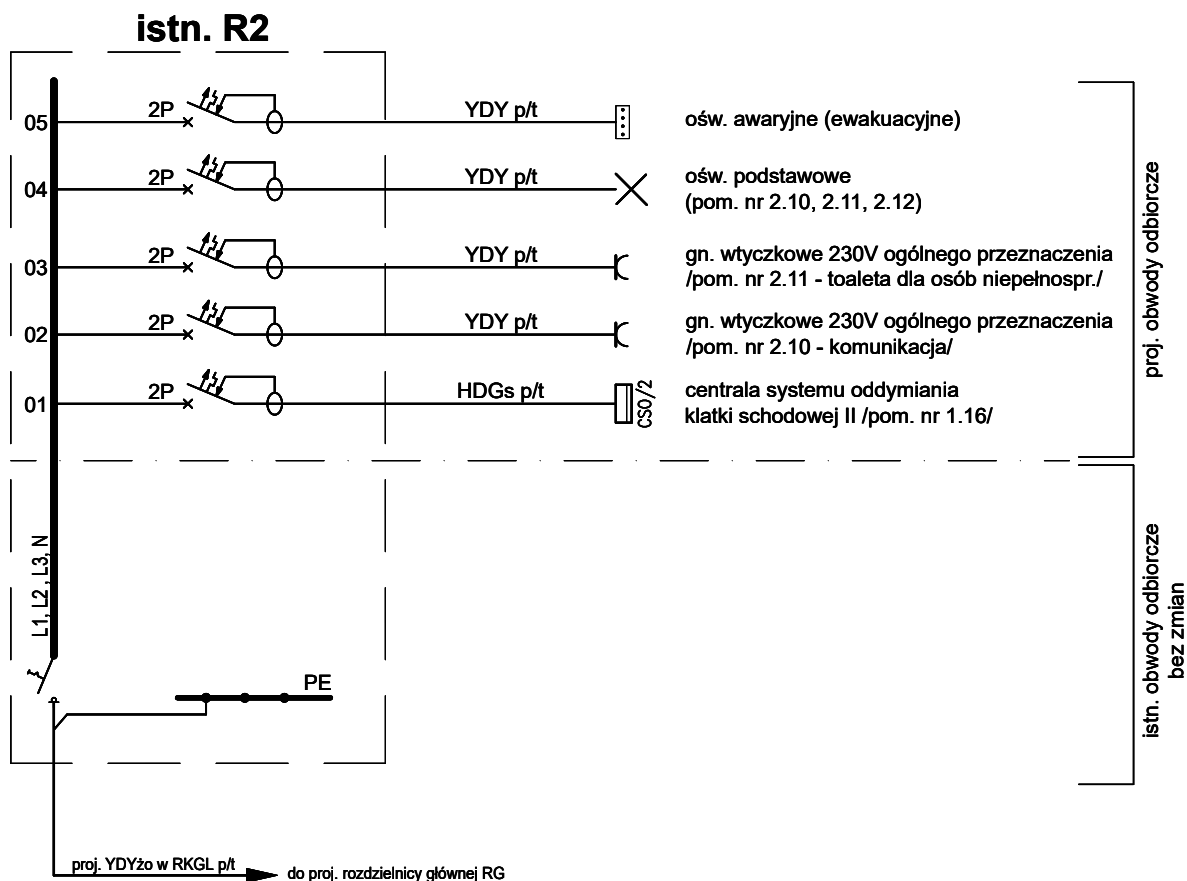 istn. R2
05
2P
YDY p/t
ośw. awaryjne (ewakuacyjne)
04
2P
YDY p/t
ośw. podstawowe
(pom. nr 2.10, 2.11, 2.12)
03
2P
YDY p/t
gn. wtyczkowe 230V ogólnego przeznaczenia
/pom. nr 2.11 - toaleta dla osób niepełnospr./
02
2P
YDY p/t
gn. wtyczkowe 230V ogólnego przeznaczenia
/pom. nr 2.10 - komunikacja/
01
2P
HDGs p/t
CSO/2
centrala systemu oddymiania
klatki schodowej II /pom. nr 1.16/
proj. obwody odbiorcze
L1, L2 , L3, N
PE
istn. obwody odbiorcze
bez zmian
proj. YDYżo w RKGL p/t
do proj. rozdzielnicy głównej RG